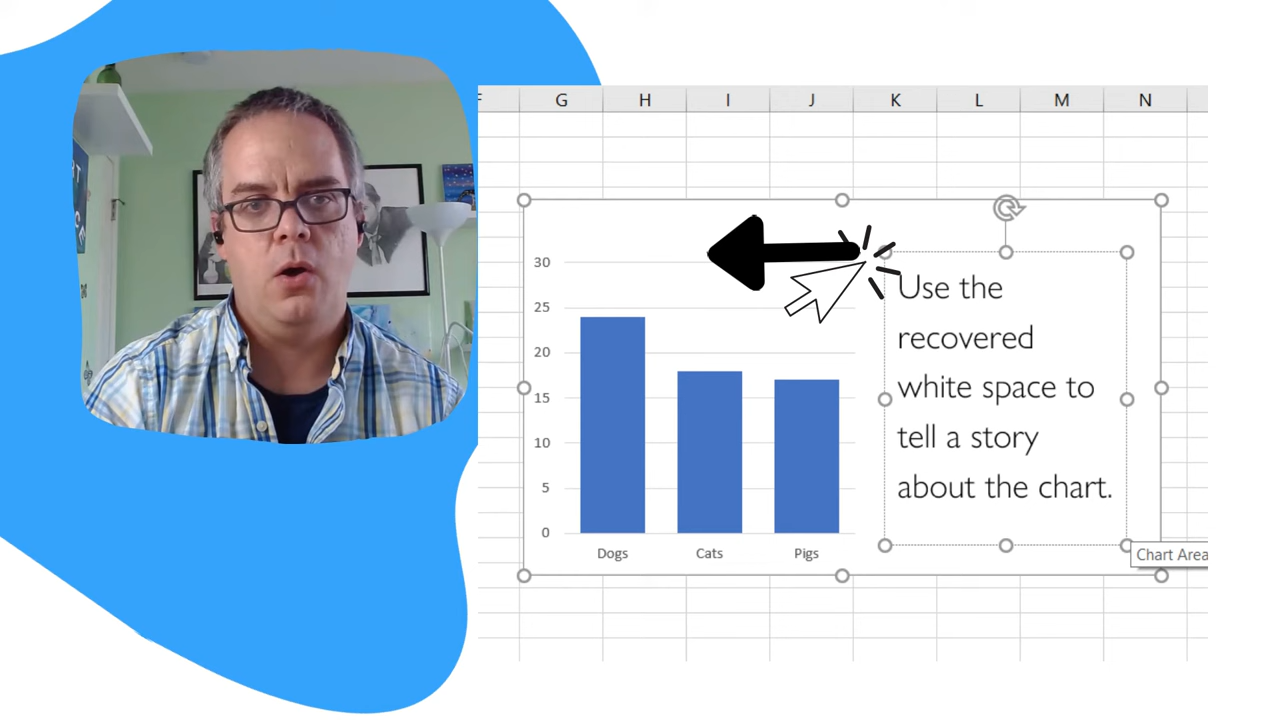 F G H I J K L M N
30
25
20
15
10
5
0
Dogs Cats Pigs
Use the
recovered
white space to
tell a story
about the chart.
Chart Area